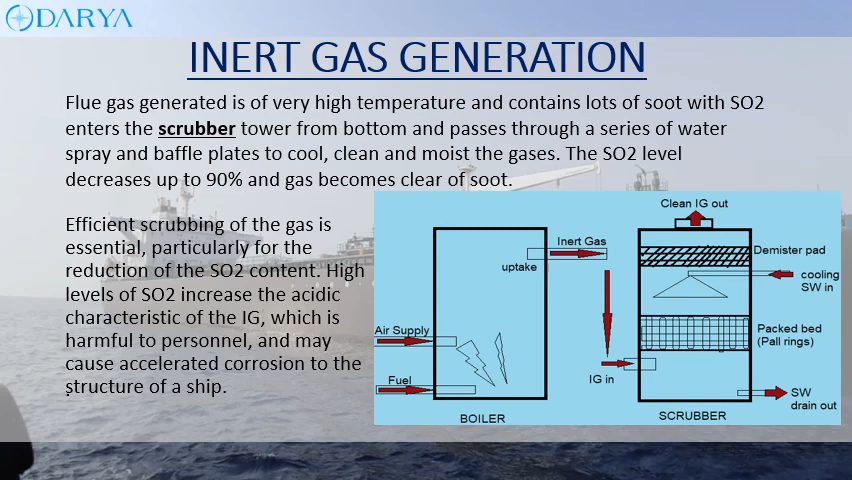 DARYA
INERT GAS GENERATION
Flue gas generated is of very high temperature and contains lots of soot with SO2
enters the scrubber tower from bottom and passes through a series of water
spray and baffle plates to cool, clean and moist the gases. The SO2 level
decreases up to 90% and gas becomes clear of soot.
Efficient scrubbing of the gas is
essential, particularly for the
reduction of the SO2 content. High
levels of SO2 increase the acidic
characteristic of the IG, which is
harmful to personnel, and may
cause accelerated corrosion to the
structure of a ship.
.
Clean IG out
Inert Gas
uptake
Demister pad
cooling
SW in
Air Supply
Packed bed
(Pall rings)
Fuel
IG in
SW
drain out
BOILER
SCRUBBER